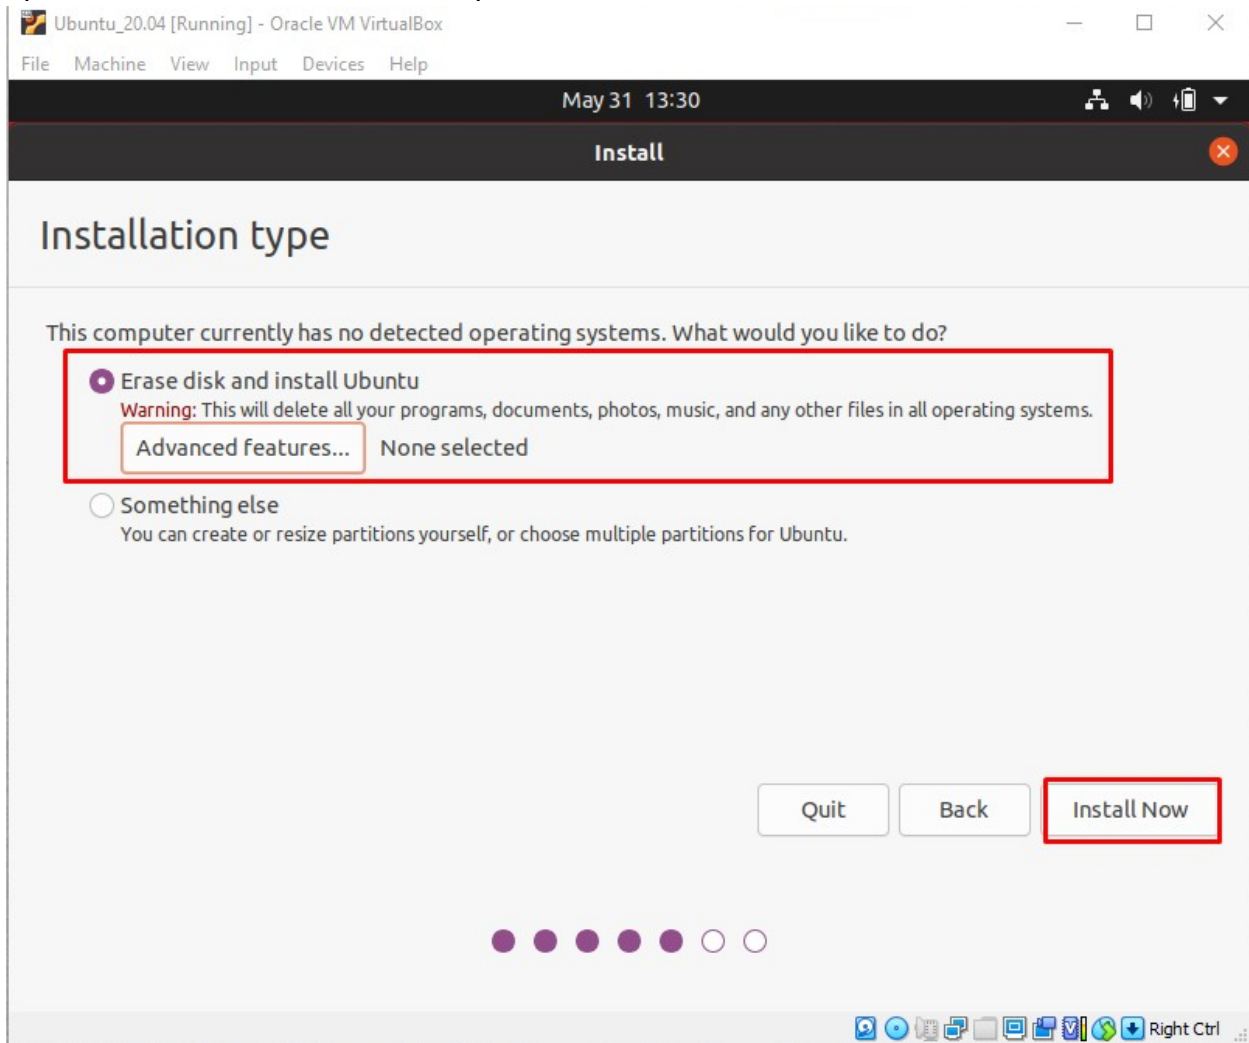 Ubuntu_20.04 [Running] - Oracle VM VirtualBox
File Machine View Input Devices Help
May 31 13:30
Install
Installation type
This computer currently has no detected operating systems. What would you like to do?
Erase disk and install Ubuntu
Warning: This will delete all your programs, documents, photos, music, and any other files in all operating systems.
Advanced features... None selected
Something else
You can create or resize partitions yourself, or choose multiple partitions for Ubuntu.
Quit Back Install Now
Right Ctrl